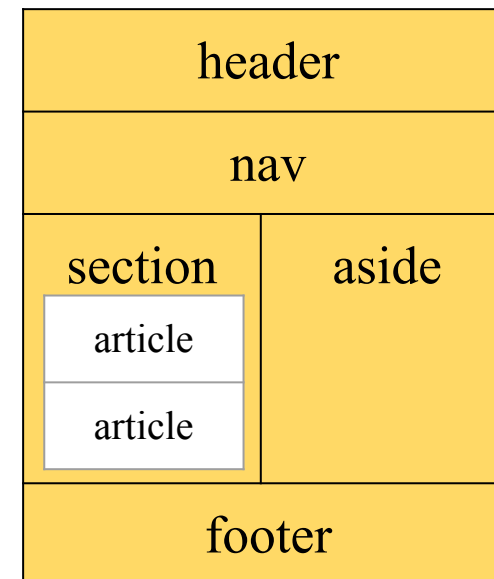 header
nav
section
article
article
aside
footer